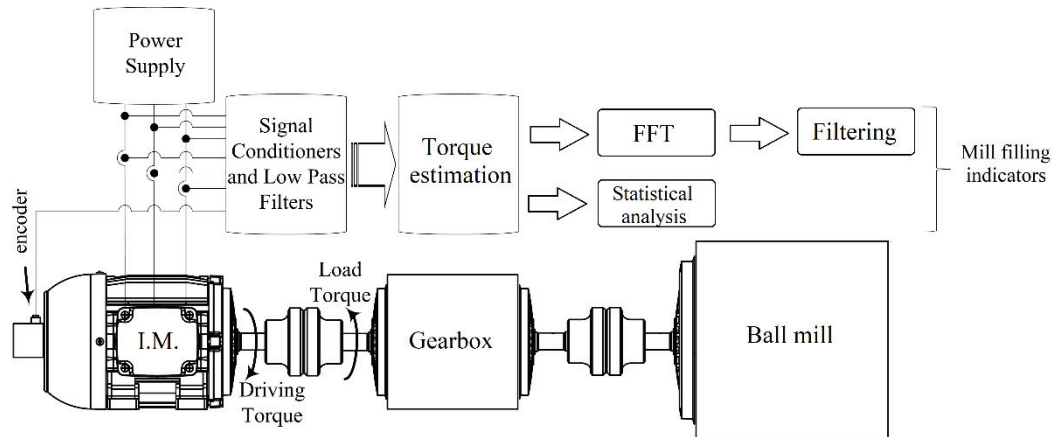 Power
Supply
Signal
Conditioners
and Low Pass
Filters
Torque
estimation
FFT
Filtering
Statistical
analysis
Mill filling
indicators
encoder
I.M.
Driving
Torque
Load
Torque
Gearbox
Ball mill